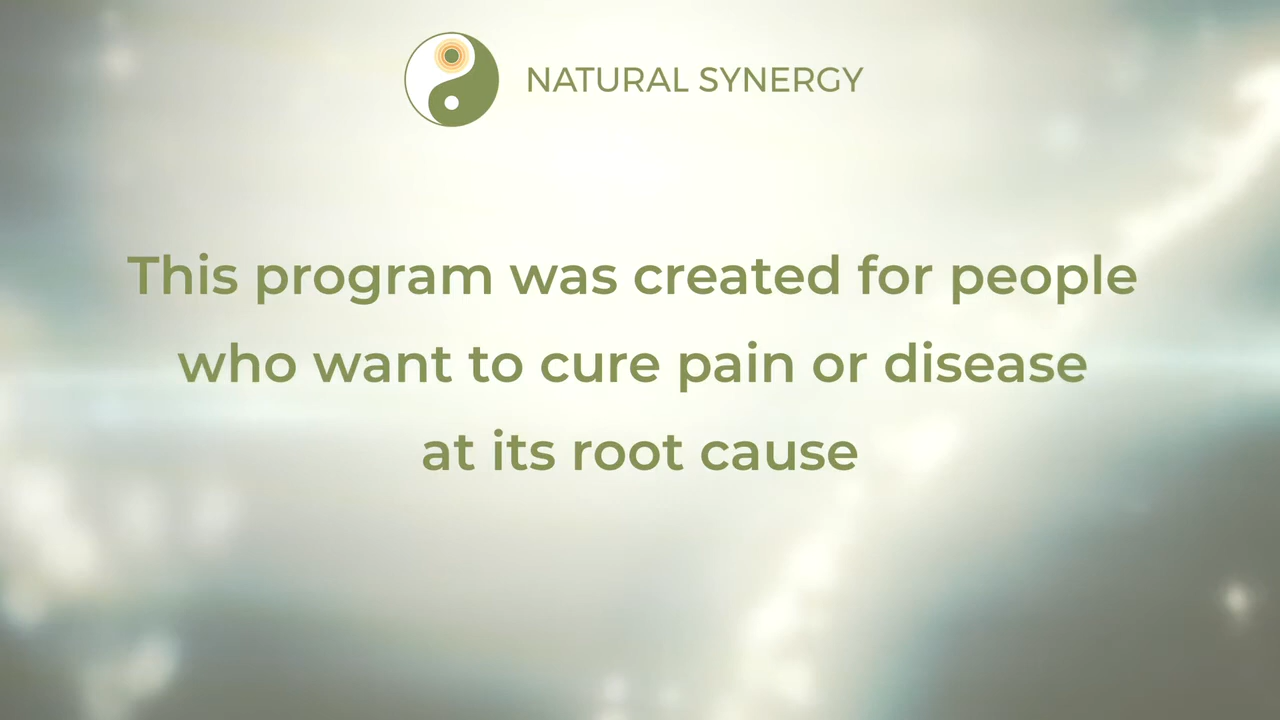 NATURAL SYNERGY
This program was created for people
who want to cure pain or disease
at its root cause